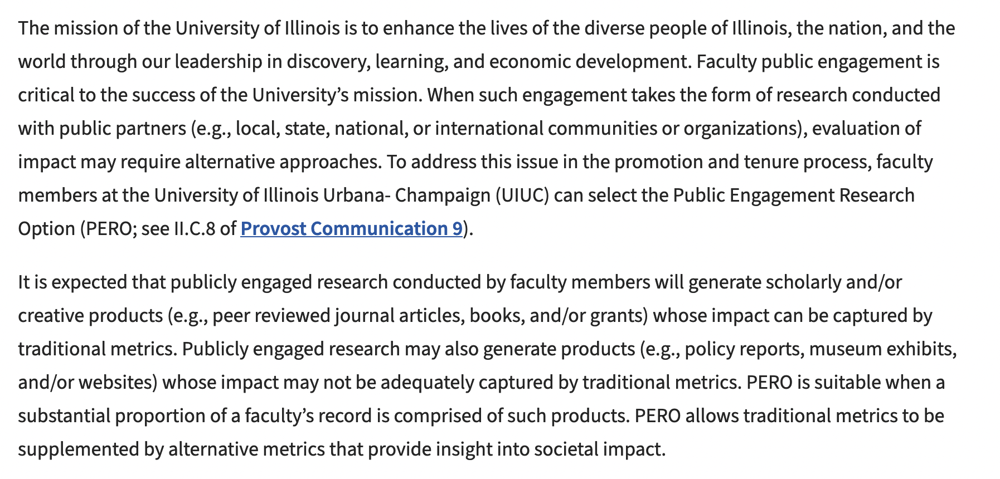 The mission of the University of Illinois is to enhance the lives of the diverse people of Illinois, the nation, and the
world through our leadership in discovery, learning, and economic development. Faculty public engagement is
critical to the success of the University’s mission. When such engagement takes the form of research conducted
with public partners (e.g., local, state, national, or international communities or organizations), evaluation of
impact may require alternative approaches. To address this issue in the promotion and tenure process, faculty
members at the University of Illinois Urbana- Champaign (UIUC) can select the Public Engagement Research
Option (PERO; see II.C.8 of Provost Communication 9).
It is expected that publicly engaged research conducted by faculty members will generate scholarly and/or
creative products (e.g., peer reviewed journal articles, books, and/or grants) whose impact can be captured by
traditional metrics. Publicly engaged research may also generate products (e.g., policy reports, museum exhibits,
and/or websites) whose impact may not be adequately captured by traditional metrics. PERO is suitable when a
substantial proportion of a faculty’s record is comprised of such products. PERO allows traditional metrics to be
supplemented by alternative metrics that provide insight into societal impact.